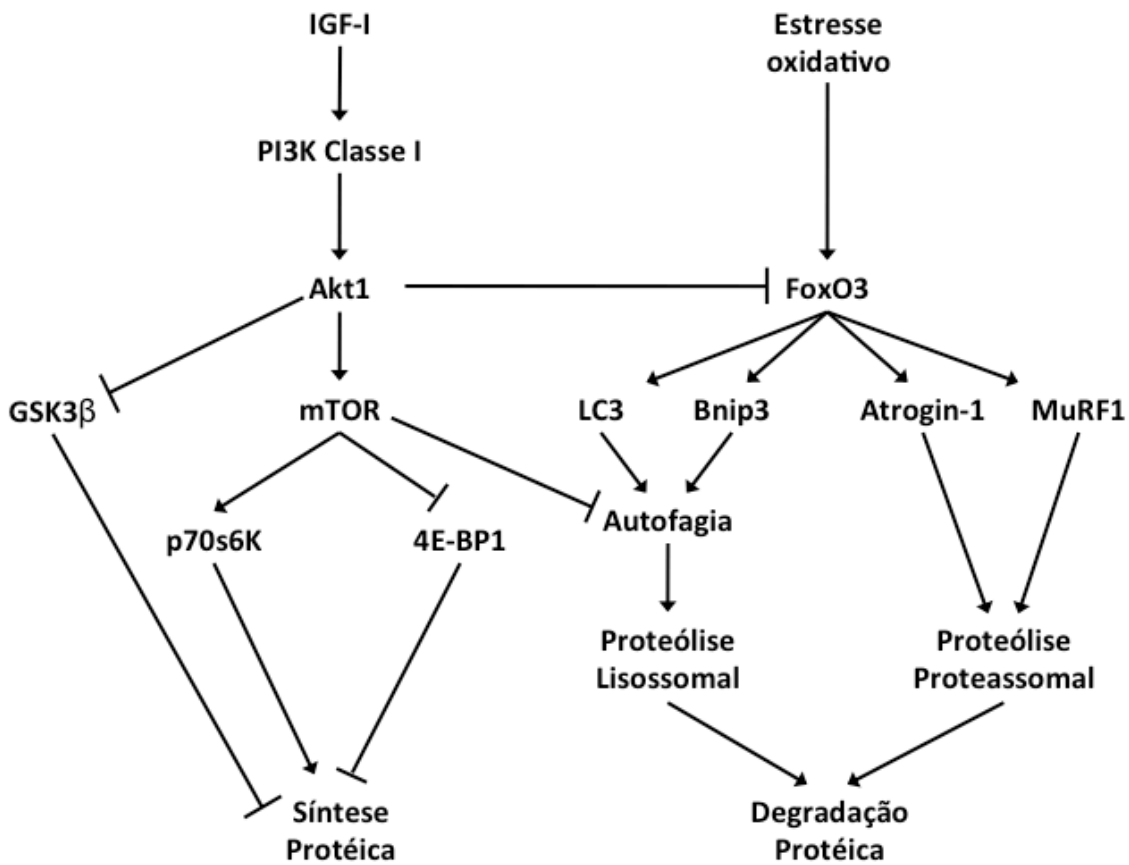 IGF-I
Estresse
oxidativo
PI3K Classe I
Akt1
FoxO3
GSK3β
mTOR
LC3
Bnip3
Atrogin-1
MuRF1
p70s6K
4E-BP1
Autofagia
Proteólise
Lisossomal
Proteólise
Proteassomal
Síntese
Protéica
Degradação
Protéica